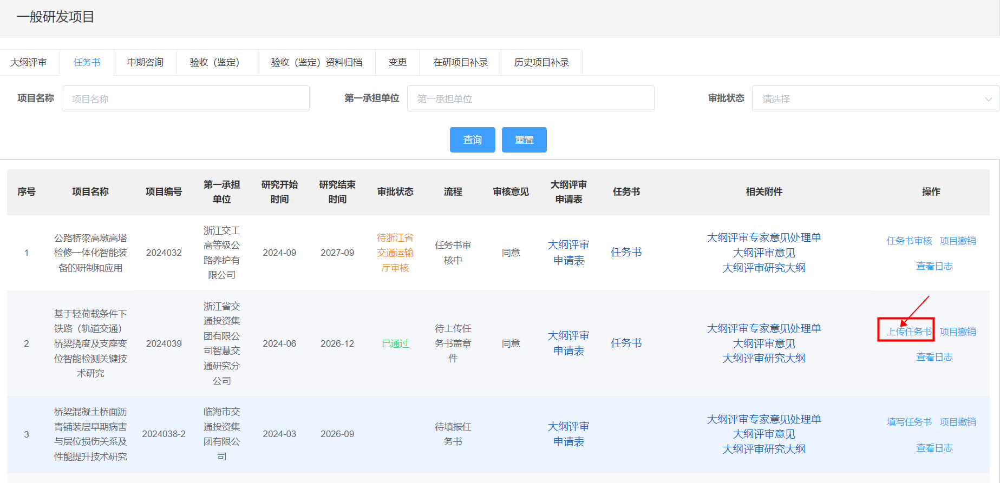 一般研发项目
大纲评审 任务书 中期咨询 验收（鉴定） 验收（鉴定）资料归档 变更 在研项目补录 历史项目补录
项目名称 项目名称 第一承担单位 第一承担单位 审批状态 请选择
查询 重置
序号 项目名称 项目编号 第一承担 研究开始 研究结束 审批状态 流程 审核意见 大纲评审 任务书 相关附件 操作
单位 时间 时间 申请表
1
公路桥梁高墩高塔
检修一体化智能装
备的研制和应用
2024032
浙江交工
高等级公
路养护有
限公司
2024-09
2027-09
待浙江省
交通运输
厅审核
任务书审
核中
同意
大纲评审
申请表
任务书
大纲评审专家意见处理单
大纲评审意见
大纲评审研究大纲
任务书审核 项目撤销
查看日志
2
基于轻荷载条件下
铁路（轨道交通）
桥梁挠度及支座变
位智能检测关键技
术研究
2024039
浙江省交
通投资集
团有限公
司智慧交
通研究分
公司
2024-06
2026-12
已通过
待上传任
务书盖章
件
同意
大纲评审
申请表
任务书
大纲评审专家意见处理单
大纲评审意见
大纲评审研究大纲
上传任务书 项目撤销
查看日志
3
桥梁混凝土桥面沥
青铺装层早期病害
与层位损伤关系及
性能提升技术研究
2024038-2
临海市交
通投资集
团有限公
司
2024-03
2026-09
待填报任
务书
大纲评审
申请表
大纲评审专家意见处理单
大纲评审意见
大纲评审研究大纲
填写任务书 项目撤销
查看日志